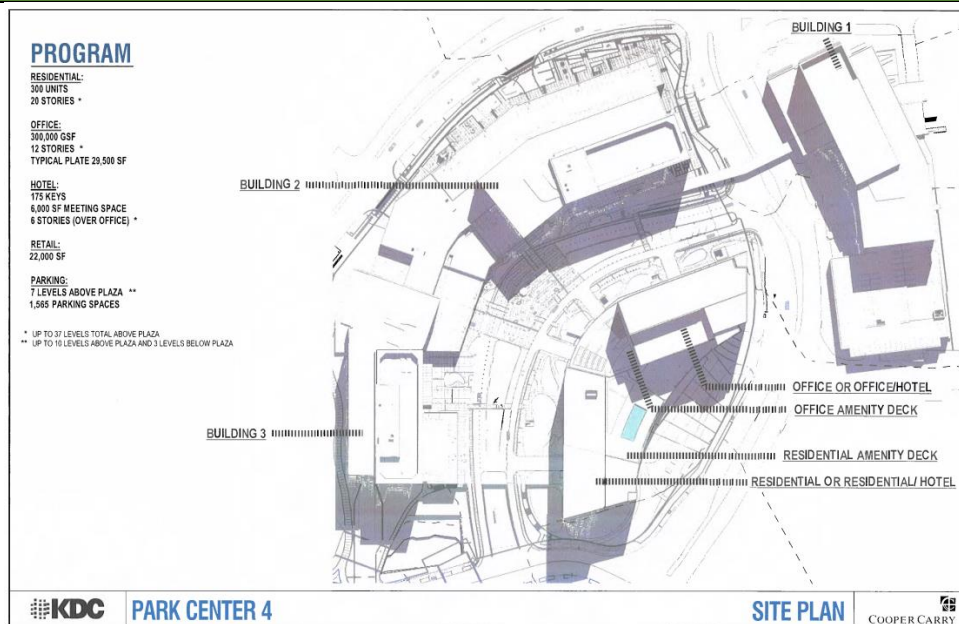 PROGRAM
RESIDENTIAL:
300 UNITS
20 STORIES *
OFFICE:
300,000 GSF
12 STORIES *
TYPICAL PLATE 29,500 SF
HOTEL:
175 KEYS
6,000 SF MEETING SPACE
6 STORIES (OVER OFFICE) *
RETAIL:
22,000 SF
PARKING:
7 LEVELS ABOVE PLAZA **
1,565 PARKING SPACES
* UP TO 37 LEVELS TOTAL ABOVE PLAZA
** UP TO 10 LEVELS ABOVE PLAZA AND 3 LEVELS BELOW PLAZA
BUILDING 1
BUILDING 2
BUILDING 3
OFFICE OR OFFICE/HOTEL
OFFICE AMENITY DECK
RESIDENTIAL AMENITY DECK
RESIDENTIAL OR RESIDENTIAL/ HOTEL
KDC
PARK CENTER 4
SITE PLAN
COOPER CARRY